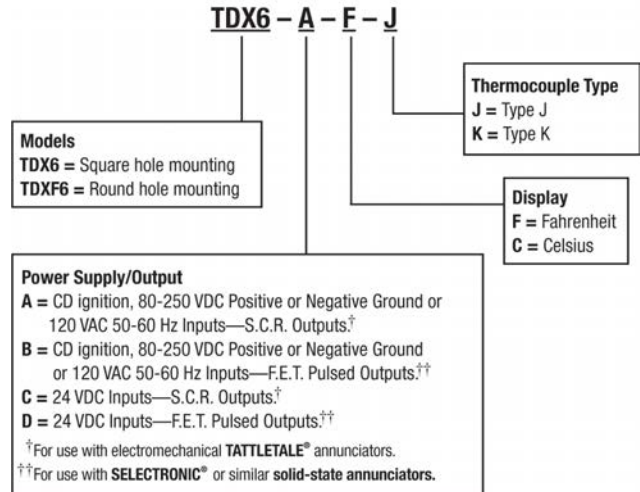 TDX6 – A – F – J
Thermocouple Type
J = Type J
K = Type K
Models
TDX6 = Square hole mounting
TDXF6 = Round hole mounting
Display
F = Fahrenheit
C = Celsius
Power Supply/Output
A = CD ignition, 80-250 VDC Positive or Negative Ground or
120 VAC 50-60 Hz Inputs—S.C.R. Outputs.†
B = CD ignition, 80-250 VDC Positive or Negative Ground
or 120 VAC 50-60 Hz Inputs—F.E.T. Pulsed Outputs.††
C = 24 VDC Inputs—S.C.R. Outputs.†
D = 24 VDC Inputs—F.E.T. Pulsed Outputs.††
†For use with electromechanical TATTLETALE® annunciators.
††For use with SELECTRONIC® or similar solid-state annunciators.